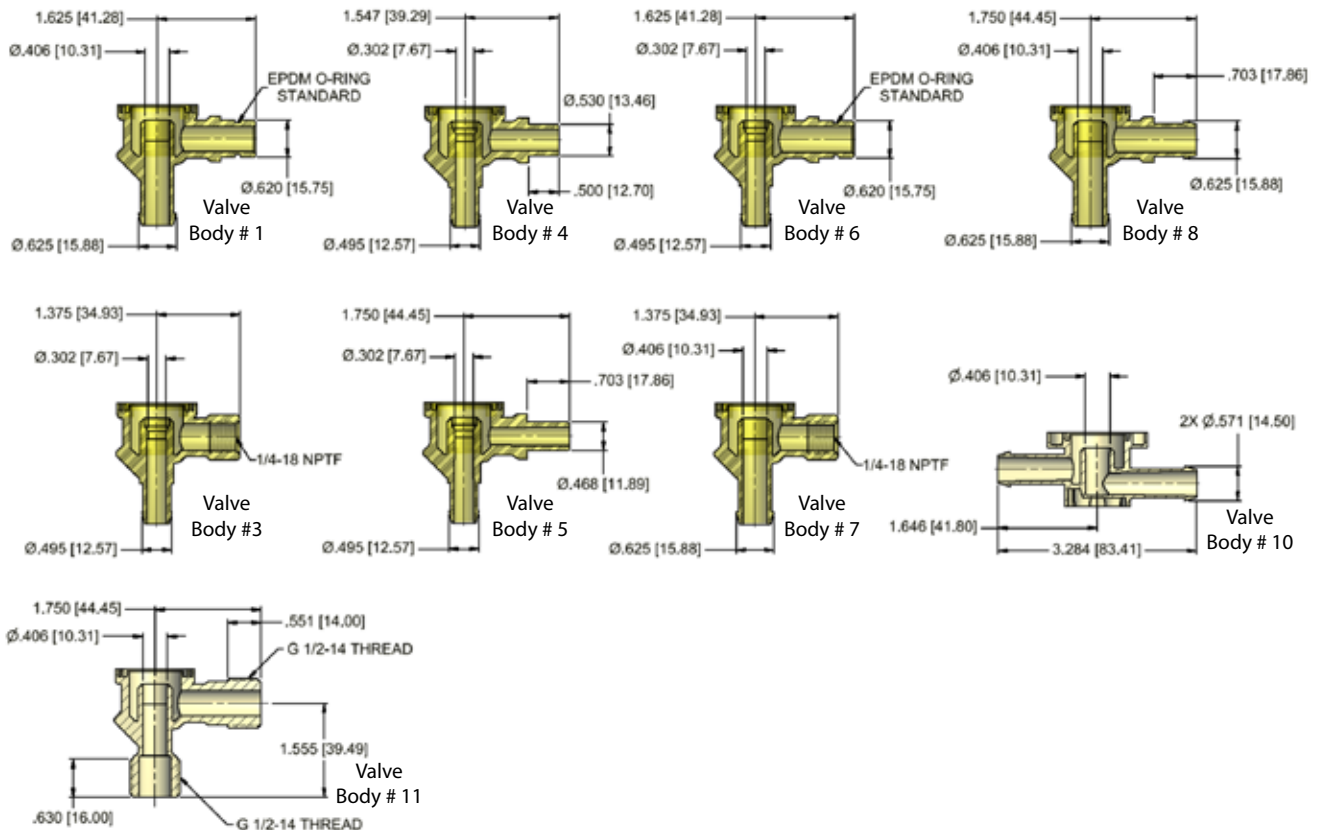 1.625 [41.28]
Ø.406 [10.31]
EPDM O-RING
STANDARD
Ø.620 [15.75]
Valve
Body # 1
Ø.625 [15.88]
1.547 [39.29]
Ø.302 [7.67]
Ø.530 [13.46]
.500 [12.70]
Valve
Body # 4
Ø.495 [12.57]
1.625 [41.28]
Ø.302 [7.67]
EPDM O-RING
STANDARD
Ø.620 [15.75]
Valve
Body # 6
Ø.495 [12.57]
1.750 [44.45]
Ø.406 [10.31]
.703 [17.86]
Ø.625 [15.88]
Valve
Body # 8
Ø.625 [15.88]
1.375 [34.93]
Ø.302 [7.67]
1/4-18 NPTF
Valve
Body #3
Ø.495 [12.57]
1.750 [44.45]
Ø.302 [7.67]
.703 [17.86]
Ø.468 [11.89]
Valve
Body # 5
Ø.495 [12.57]
1.375 [34.93]
Ø.406 [10.31]
1/4-18 NPTF
Valve
Body # 7
Ø.625 [15.88]
Ø.406 [10.31]
2X Ø.571 [14.50]
1.646 [41.80]
3.284 [83.41]
Valve
Body # 10
1.750 [44.45]
Ø.406 [10.31]
.551 [14.00]
G 1/2-14 THREAD
1.555 [39.49]
Valve
Body # 11
.630 [16.00]
G 1/2-14 THREAD